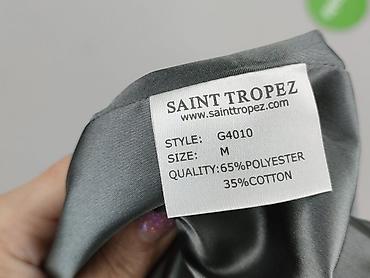 SAINT TROPEZ
www.sainttropez.com
STYLE: G4010
SIZE: M
QUALITY:65%POLYESTER
35%COTTON